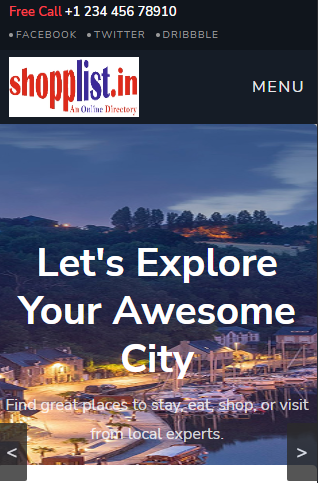 Free Call +1 234 456 78910
FACEBOOK TWITTER DRIBBBLE
shopplist.in
An Online Directory
MENU
Let's Explore
Your Awesome
City
Find great places to stay, eat, shop, or visit
from local experts.
< >